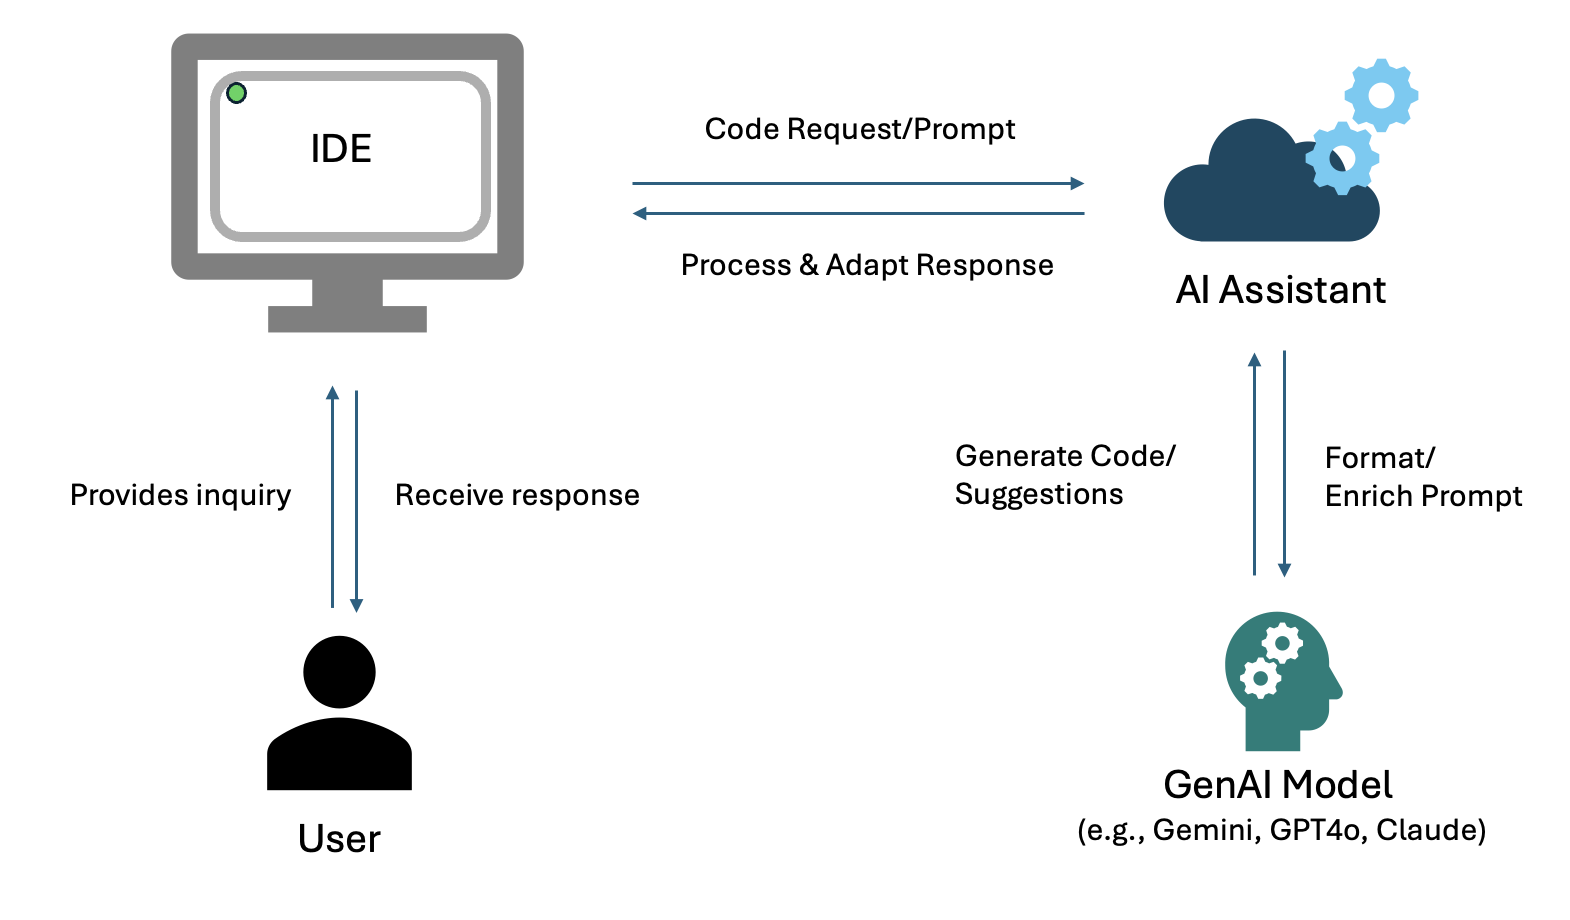 IDE
Code Request/Prompt
Process & Adapt Response
AI Assistant
Provides inquiry
Receive response
Generate Code/
Suggestions
Format/
Enrich Prompt
User
GenAI Model
(e.g., Gemini, GPT4o, Claude)